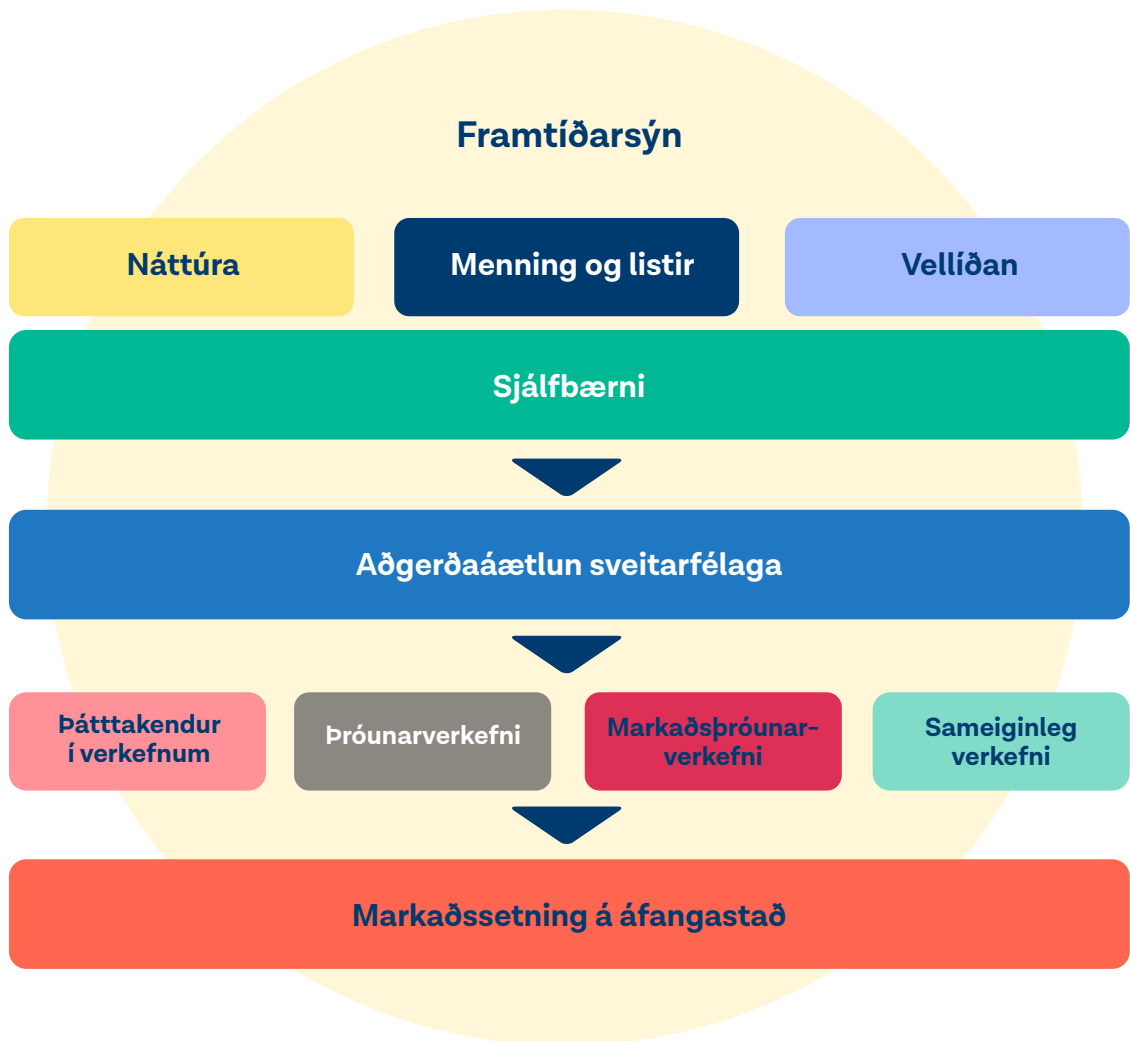 Framtíðarsýn
Náttúra
Menning og listir
Vellíðan
Sjálfbærni
Aðgerðaáætlun sveitarfélaga
Þátttakendur
í verkefnum
Þróunarverkefni
Markaðsþróunar-
verkefni
Sameiginleg
verkefni
Markaðssetning á áfangastað